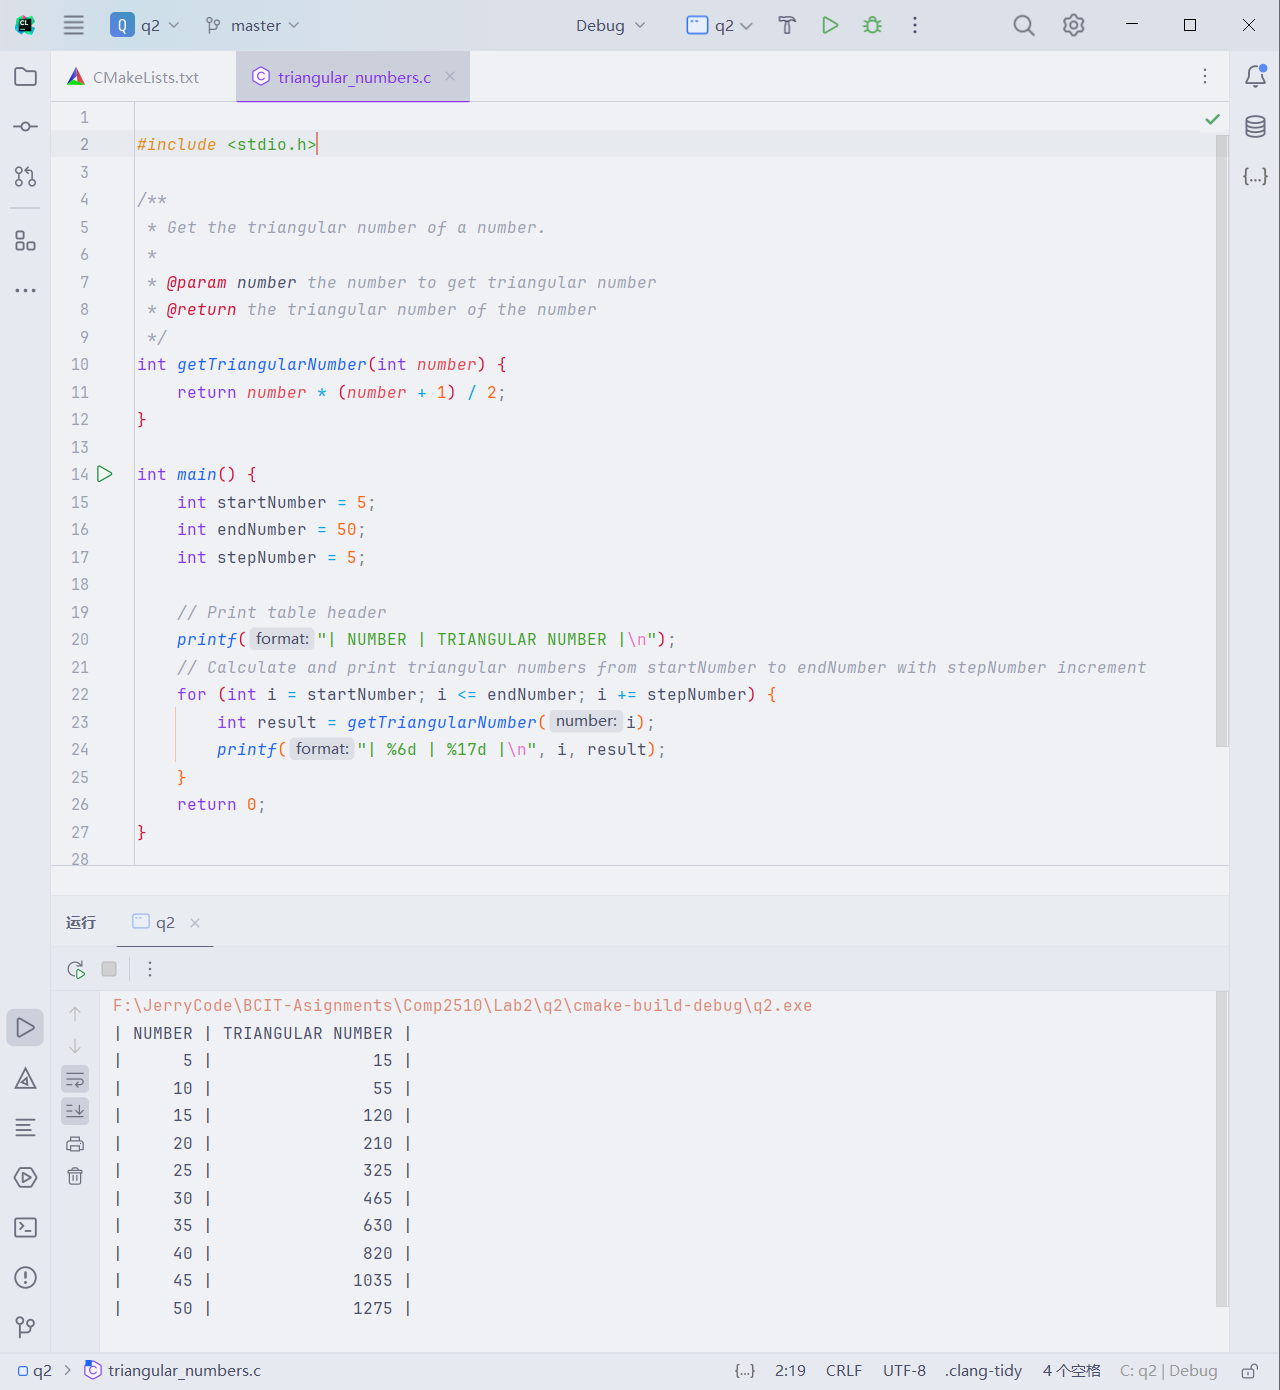 Q q2 master Debug q2
CMakeLists.txt triangular_numbers.c
1
2 #include <stdio.h>
3
4 /**
5  * Get the triangular number of a number.
6  *
7  * @param number the number to get triangular number
8  * @return the triangular number of the number
9  */
10 int getTriangularNumber(int number) {
11     return number * (number + 1) / 2;
12 }
13
14 int main() {
15     int startNumber = 5;
16     int endNumber = 50;
17     int stepNumber = 5;
18
19     // Print table header
20     printf( format: "| NUMBER | TRIANGULAR NUMBER |\n");
21     // Calculate and print triangular numbers from startNumber to endNumber with stepNumber increment
22     for (int i = startNumber; i <= endNumber; i += stepNumber) {
23         int result = getTriangularNumber( number: i);
24         printf( format: "| %6d | %17d |\n", i, result);
25     }
26     return 0;
27 }
28
运行 q2
F:\JerryCode\BCIT-Asignments\Comp2510\Lab2\q2\cmake-build-debug\q2.exe
| NUMBER | TRIANGULAR NUMBER |
|      5 |                15 |
|     10 |                55 |
|     15 |               120 |
|     20 |               210 |
|     25 |               325 |
|     30 |               465 |
|     35 |               630 |
|     40 |               820 |
|     45 |              1035 |
|     50 |              1275 |
q2 > triangular_numbers.c {...} 2:19 CRLF UTF-8 .clang-tidy 4 个空格 C: q2 | Debug